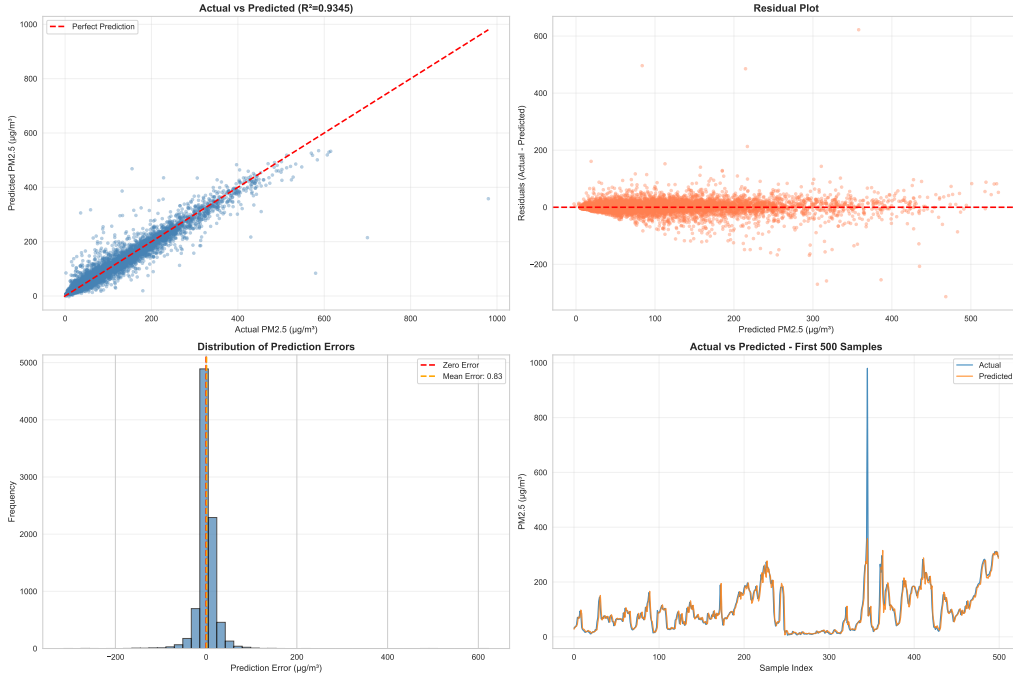 Actual vs Predicted (R²=0.9345)
Perfect Prediction
1000
800
600
400
200
0
Predicted PM2.5 (µg/m³)
0 200 400 600 800 1000
Actual PM2.5 (µg/m³)
Residual Plot
600
400
200
0
−200
Residuals (Actual - Predicted)
0 100 200 300 400 500
Predicted PM2.5 (µg/m³)
Distribution of Prediction Errors
Zero Error
Mean Error: 0.83
5000
4000
3000
2000
1000
0
Frequency
−200 0 200 400 600
Prediction Error (µg/m³)
Actual vs Predicted - First 500 Samples
Actual
Predicted
1000
800
600
400
200
0
PM2.5 (µg/m³)
0 100 200 300 400 500
Sample Index